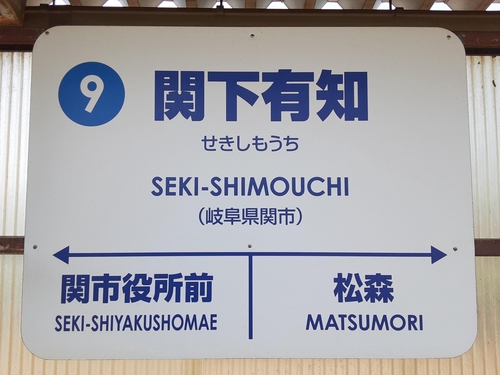 9 関下有知
せきしもうち
SEKI-SHIMOUCHI
（岐阜県関市）
関市役所前 松森
SEKI-SHIYAKUSHOMAE MATSUMORI